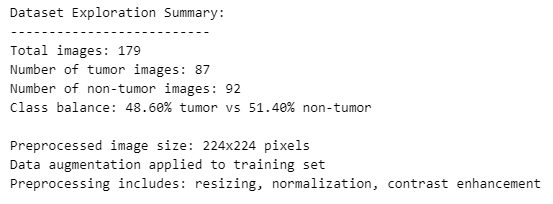 Dataset Exploration Summary:
--------------------------
Total images: 179
Number of tumor images: 87
Number of non-tumor images: 92
Class balance: 48.60% tumor vs 51.40% non-tumor
Preprocessed image size: 224x224 pixels
Data augmentation applied to training set
Preprocessing includes: resizing, normalization, contrast enhancement